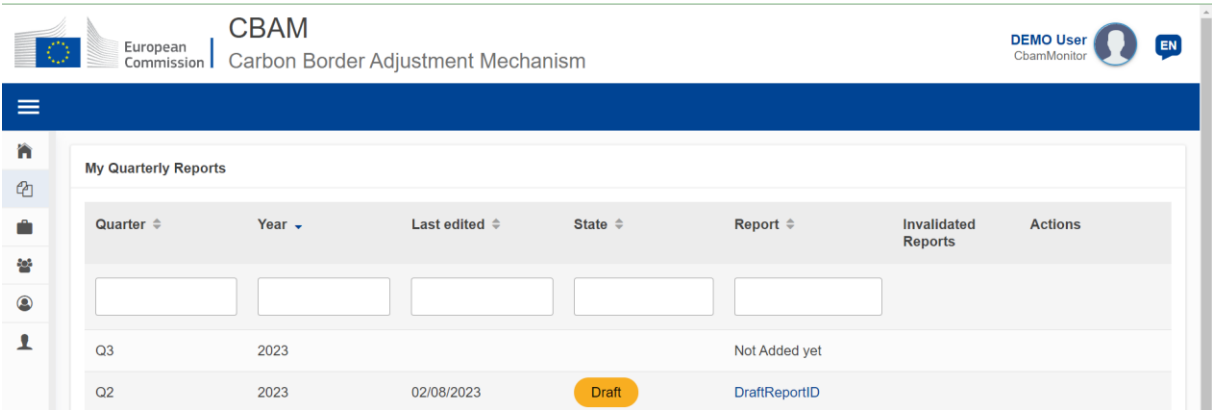 European
Commission
CBAM
Carbon Border Adjustment Mechanism
DEMO User
CbamMonitor
EN
My Quarterly Reports
Quarter Year Last edited State Report Invalidated Reports Actions
Q3 2023 Not Added yet
Q2 2023 02/08/2023 Draft DraftReportID